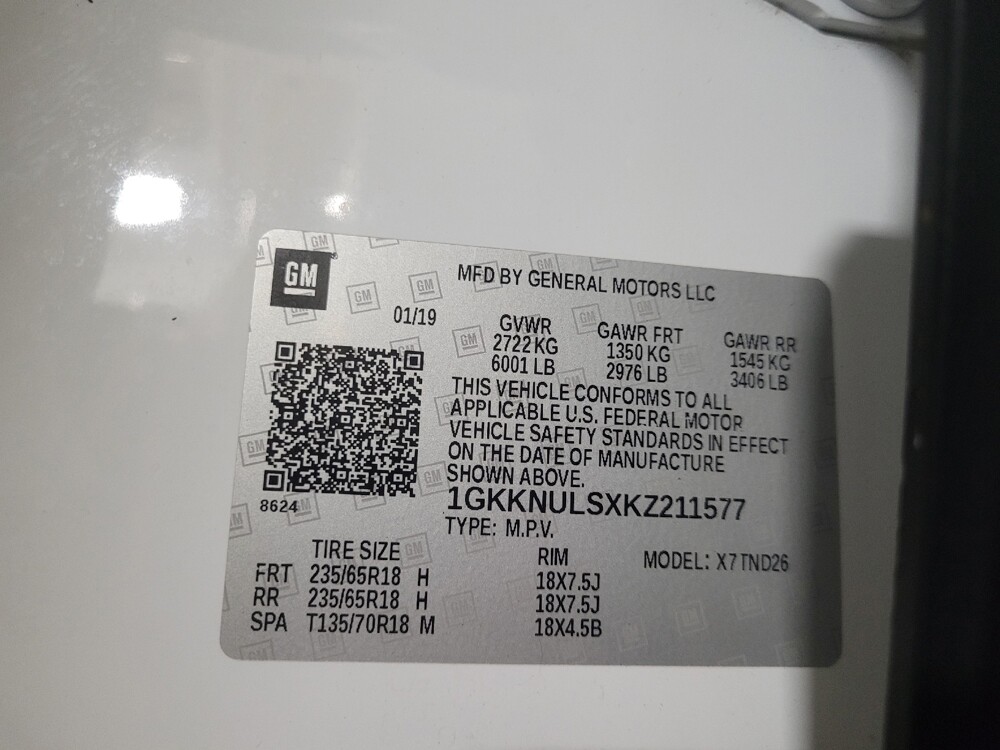 GM
MFD BY GENERAL MOTORS LLC
01/19
GVWR GAWR FRT GAWR RR
2722 KG 1350 KG 1545 KG
6001 LB 2976 LB 3406 LB
THIS VEHICLE CONFORMS TO ALL
APPLICABLE U.S. FEDERAL MOTOR
VEHICLE SAFETY STANDARDS IN EFFECT
ON THE DATE OF MANUFACTURE
SHOWN ABOVE.
8624
1GKKNULSXKZ211577
TYPE: M.P.V.
TIRE SIZE RIM MODEL: X7TND26
FRT 235/65R18 H 18X7.5J
RR 235/65R18 H 18X7.5J
SPA T135/70R18 M 18X4.5B